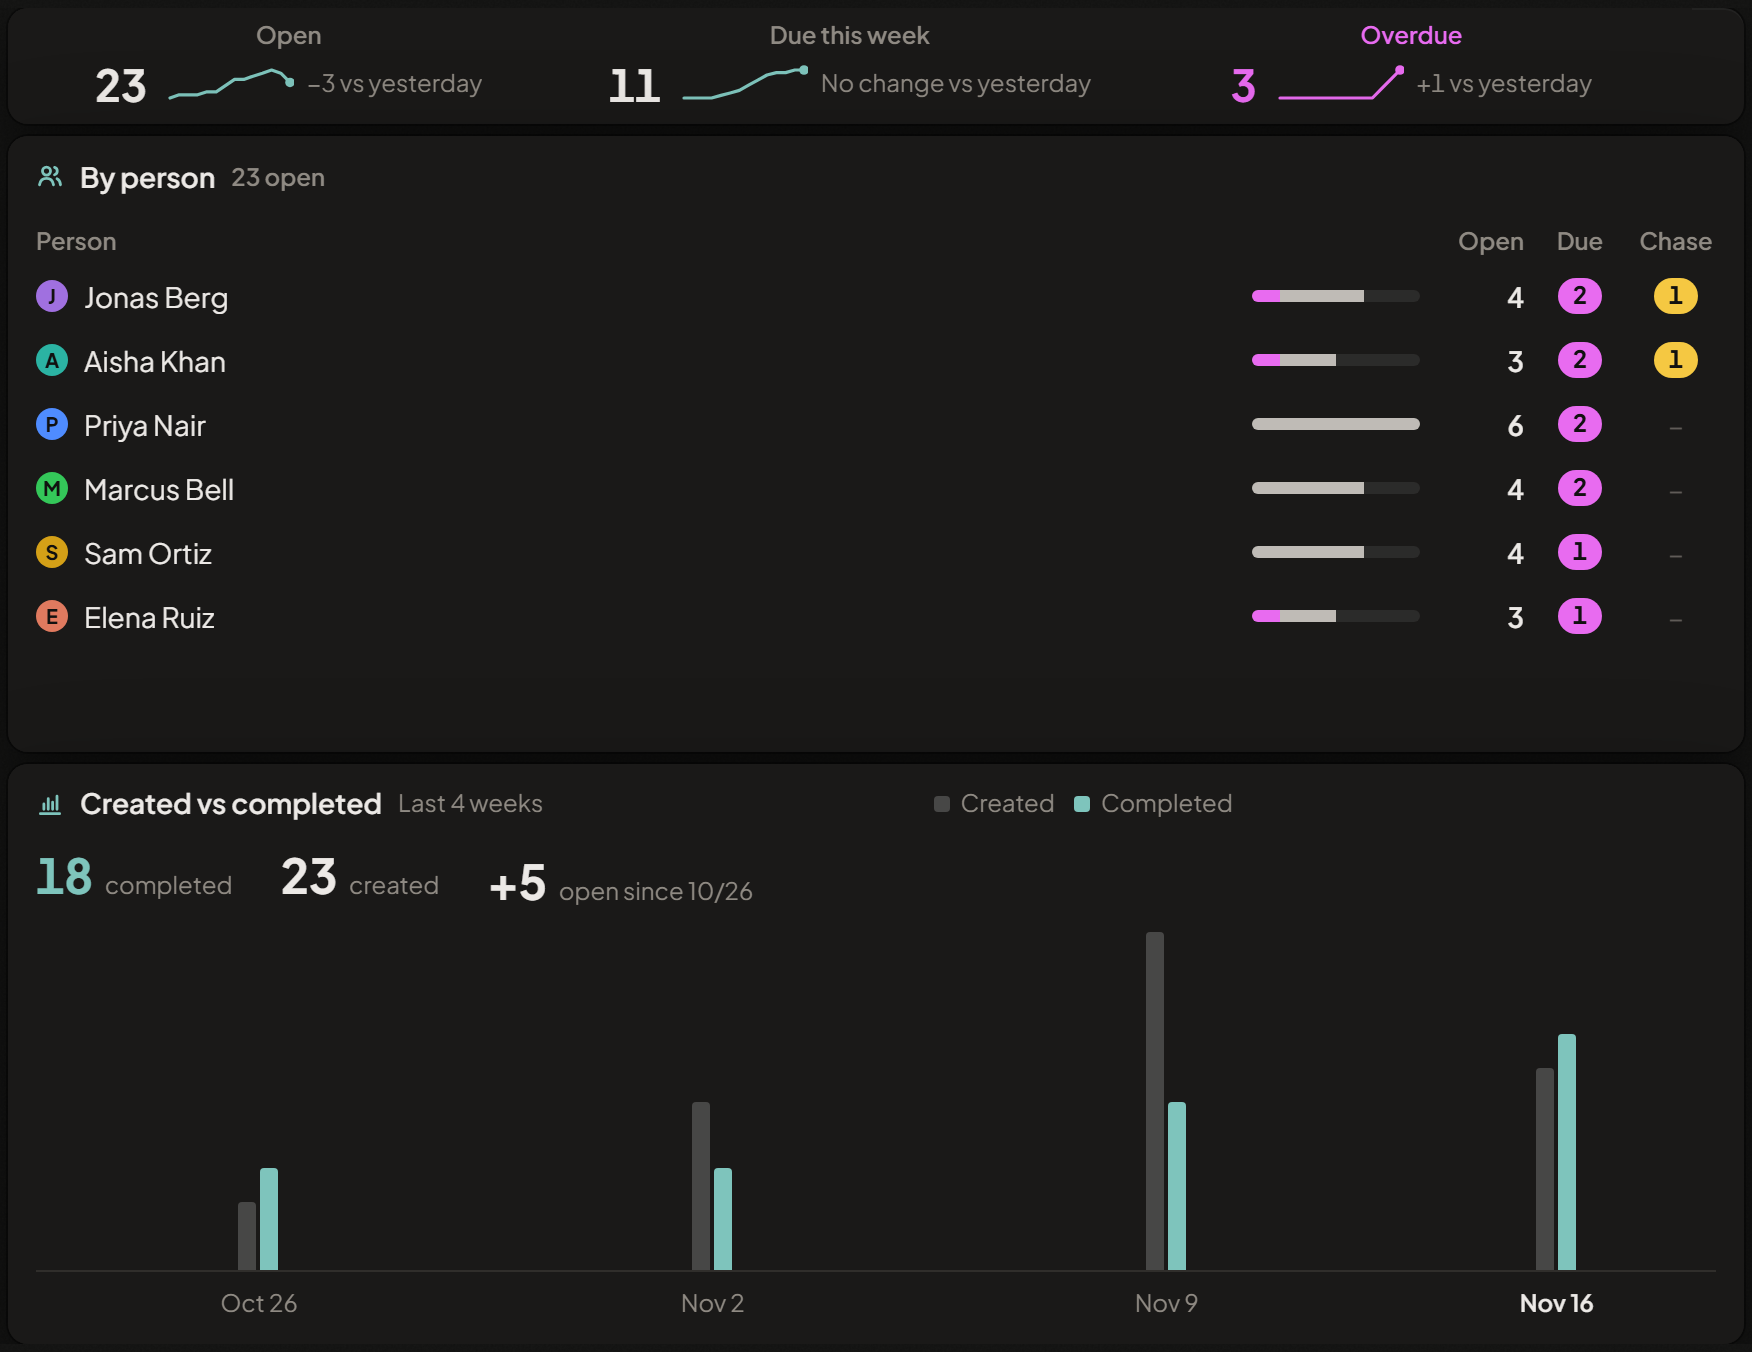 Open
23 –3 vs yesterday
Due this week
11 No change vs yesterday
Overdue
3 +1 vs yesterday
By person 23 open
Person Open Due Chase
J Jonas Berg 4 2 1
A Aisha Khan 3 2 1
P Priya Nair 6 2 –
M Marcus Bell 4 2 –
S Sam Ortiz 4 1 –
E Elena Ruiz 3 1 –
Created vs completed Last 4 weeks Created Completed
18 completed 23 created +5 open since 10/26
Oct 26 Nov 2 Nov 9 Nov 16